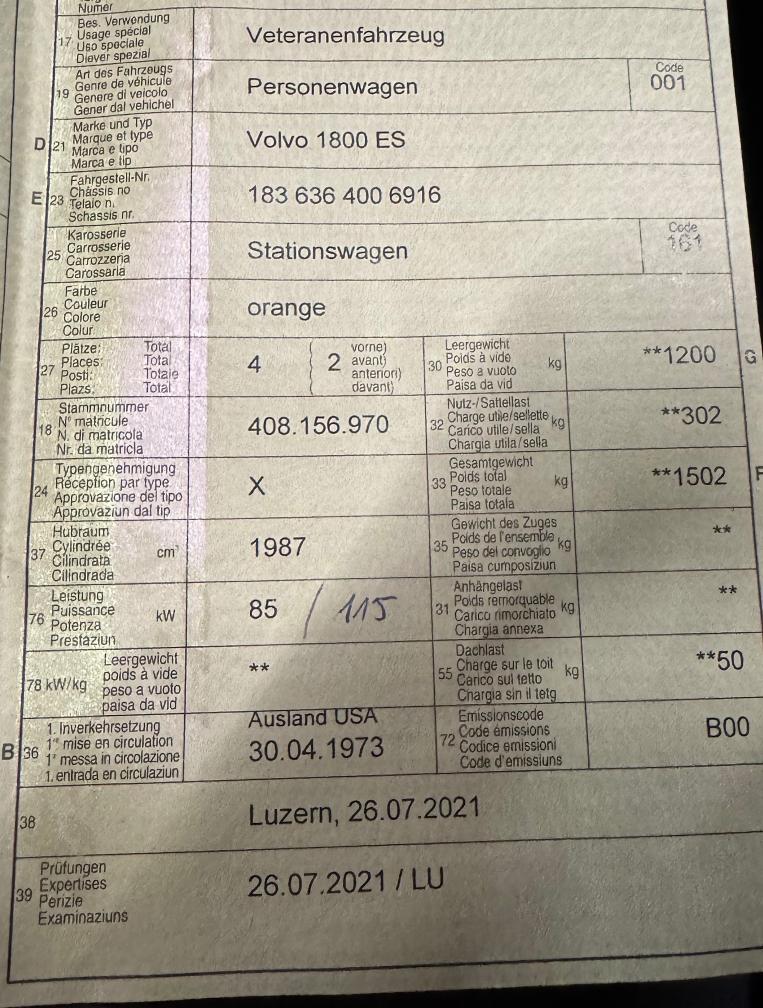 Numer
17 Bes. Verwendung
Usage spécial
Uso speciale
Diever spezial
Veteranenfahrzeug
19 Art des Fahrzeugs
Genre de véhicule
Genere di veicolo
Gener dal vehichel
Personenwagen
Code
001
D 21 Marke und Typ
Marque et type
Marca e tipo
Marca e tip
Volvo 1800 ES
E 23 Fahrgestell-Nr.
Châssis no
Telaio n.
Schassis nr.
183 636 400 6916
25 Karosserie
Carrosserie
Carrozzeria
Carossaria
Stationswagen
Code
161
26 Farbe
Couleur
Colore
Colur
orange
27 Plätze: Total
Places: Total
Posti: Totale
Plazs: Total
4 ( 2 vorne)
( avant)
( anteriori)
( davant)
30 Leergewicht
Poids à vide
Peso a vuoto
Paisa da vid
kg
**1200
G
18 Stammnummer
N° matricule
N. di matricola
Nr. da matricla
408.156.970
32 Nutz-/Sattellast
Charge utile/sellette
Carico utile/sella
Chargia utila/sella
kg
**302
24 Typengenehmigung
Réception par type
Approvazione del tipo
Approvaziun dal tip
X
33 Gesamtgewicht
Poids total
Peso totale
Paisa totala
kg
**1502
F
37 Hubraum
Cylindrée
Cilindrata
Cilindrada
cm³
1987
35 Gewicht des Zuges
Poids de l'ensemble
Peso del convoglio
Paisa cumposiziun
kg
**
76 Leistung
Puissance
Potenza
Prestaziun
kW
85 / 115
31 Anhängelast
Poids remorquable
Carico rimorchiato
Chargia annexa
kg
**
78 kW/kg Leergewicht
poids à vide
peso a vuoto
paisa da vid
**
55 Dachlast
Charge sur le toit
Carico sul tetto
Chargia sin il tetg
kg
**50
B 36 1. Inverkehrsetzung
1re mise en circulation
1a messa in circolazione
1. entrada en circulaziun
Ausland USA
30.04.1973
72 Emissionscode
Code émissions
Codice emissioni
Code d'emissiuns
B00
38
Luzern, 26.07.2021
39 Prüfungen
Expertises
Perizie
Examinaziuns
26.07.2021 / LU